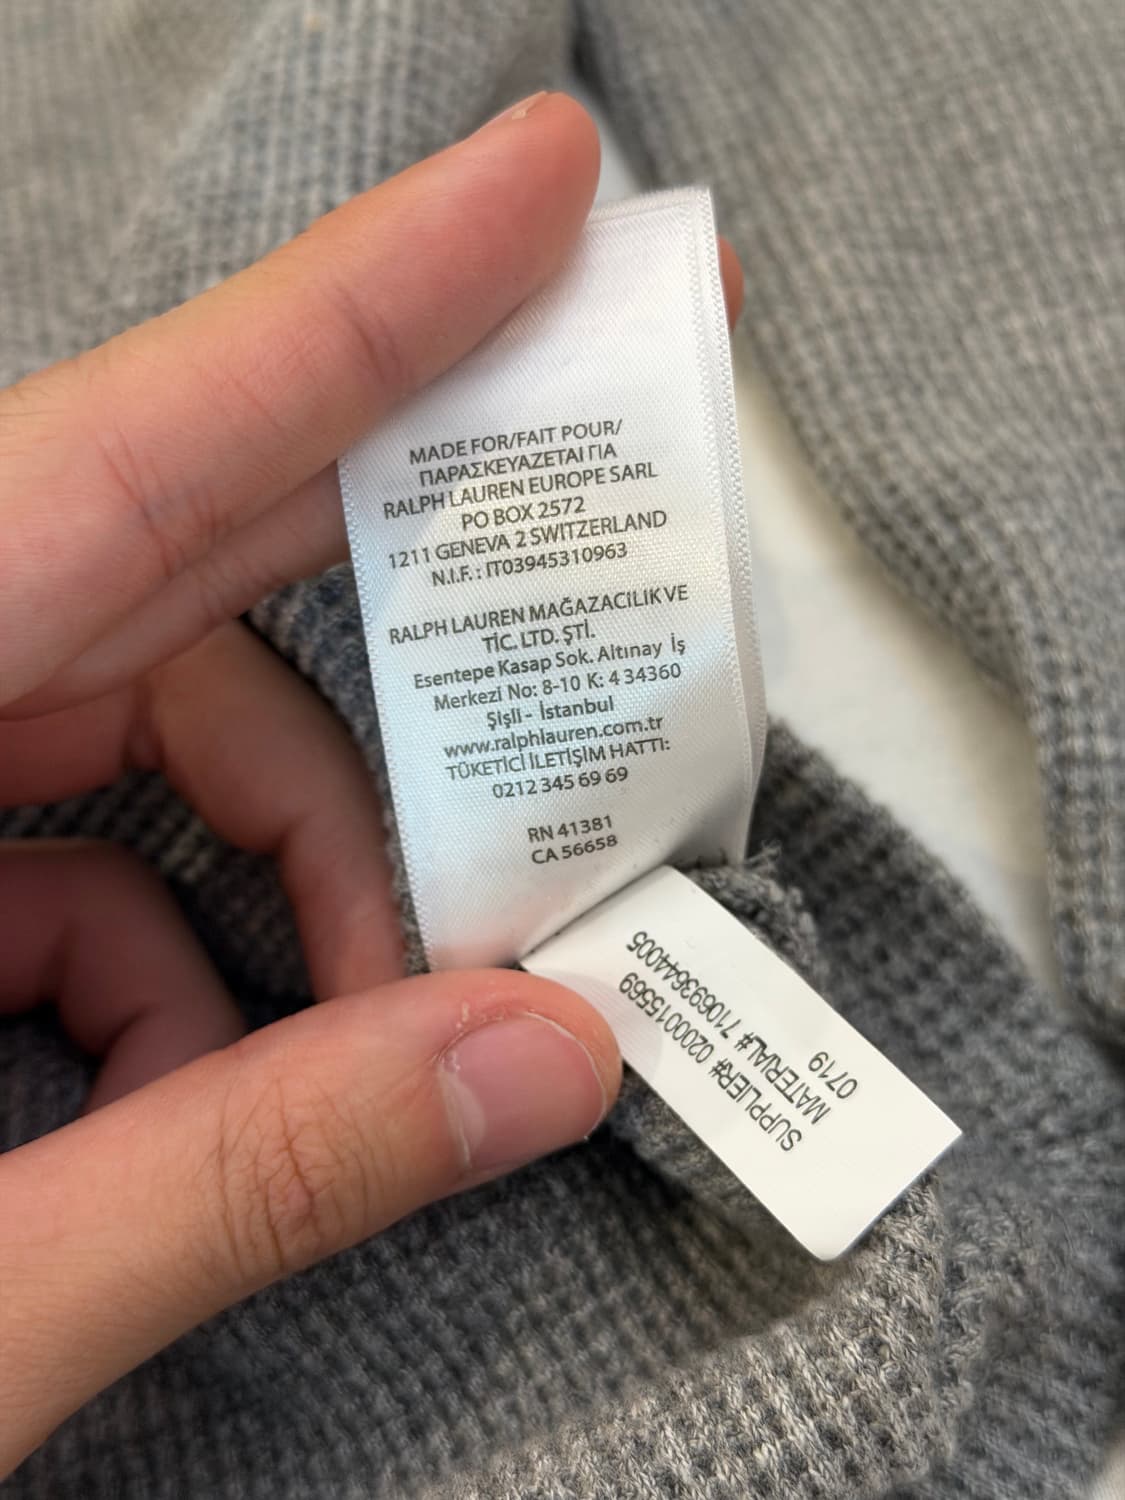 MADE FOR/FAIT POUR/
ΠΑΡΑΣΚΕΥΑΖΕΤΑΙ ΓΙΑ
RALPH LAUREN EUROPE SARL
PO BOX 2572
1211 GENEVA 2 SWITZERLAND
N.I.F. : IT03945310963
RALPH LAUREN MAĞAZACILIK VE
TİC. LTD. ŞTİ.
Esentepe Kasap Sok. Altınay İş
Merkezi No: 8-10 K: 4 34360
Şişli - İstanbul
www.ralphlauren.com.tr
TÜKETİCİ İLETİŞİM HATTI:
0212 345 69 69
RN 41381
CA 56658
SUPPLIER# 0200015569
MATERIAL# 710693644005
0719